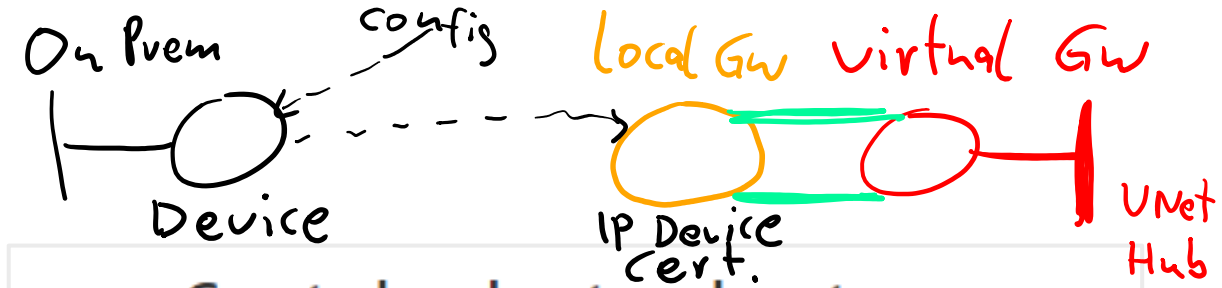 On Prem
config
Local Gw
Virtual Gw
Device
IP Device
Cert.
VNet
Hub